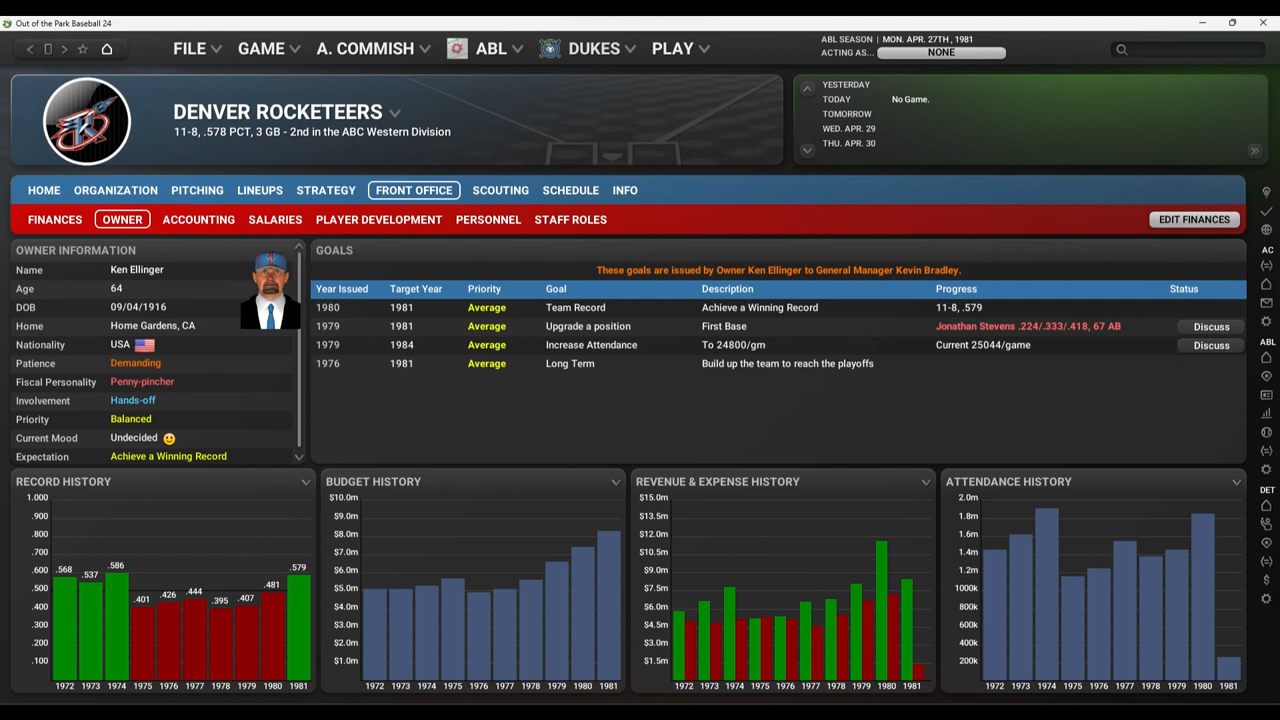 Out of the Park Baseball 24
FILE GAME A. COMMISH ABL DUKES PLAY
ABL SEASON | MON. APR. 27TH, 1981
ACTING AS... NONE
DENVER ROCKETEERS
11-8, .578 PCT, 3 GB - 2nd in the ABC Western Division
YESTERDAY
TODAY No Game.
TOMORROW
WED. APR. 29
THU. APR. 30
HOME ORGANIZATION PITCHING LINEUPS STRATEGY FRONT OFFICE SCOUTING SCHEDULE INFO
FINANCES OWNER ACCOUNTING SALARIES PLAYER DEVELOPMENT PERSONNEL STAFF ROLES EDIT FINANCES
OWNER INFORMATION
Name Ken Ellinger
Age 64
DOB 09/04/1916
Home Home Gardens, CA
Nationality USA
Patience Demanding
Fiscal Personality Penny-pincher
Involvement Hands-off
Priority Balanced
Current Mood Undecided
Expectation Achieve a Winning Record
GOALS
These goals are issued by Owner Ken Ellinger to General Manager Kevin Bradley.
Year Issued Target Year Priority Goal Description Progress Status
1980 1981 Average Team Record Achieve a Winning Record 11-8, .579
1979 1981 Average Upgrade a position First Base Jonathan Stevens .224/.333/.418, 67 AB Discuss
1979 1984 Average Increase Attendance To 24800/gm Current 25044/game Discuss
1976 1981 Average Long Term Build up the team to reach the playoffs
AC
ABL
DET
RECORD HISTORY
1.000
.900
.800
.700
.600
.500
.400
.300
.200
.100
.568 .537 .586 .401 .426 .444 .395 .407 .481 .579
1972 1973 1974 1975 1976 1977 1978 1979 1980 1981
BUDGET HISTORY
$10.0m
$9.0m
$8.0m
$7.0m
$6.0m
$5.0m
$4.0m
$3.0m
$2.0m
$1.0m
1972 1973 1974 1975 1976 1977 1978 1979 1980 1981
REVENUE & EXPENSE HISTORY
$15.0m
$13.5m
$12.0m
$10.5m
$9.0m
$7.5m
$6.0m
$4.5m
$3.0m
$1.5m
1972 1973 1974 1975 1976 1977 1978 1979 1980 1981
ATTENDANCE HISTORY
2.0m
1.8m
1.6m
1.4m
1.2m
1000k
800k
600k
400k
200k
1972 1973 1974 1975 1976 1977 1978 1979 1980 1981